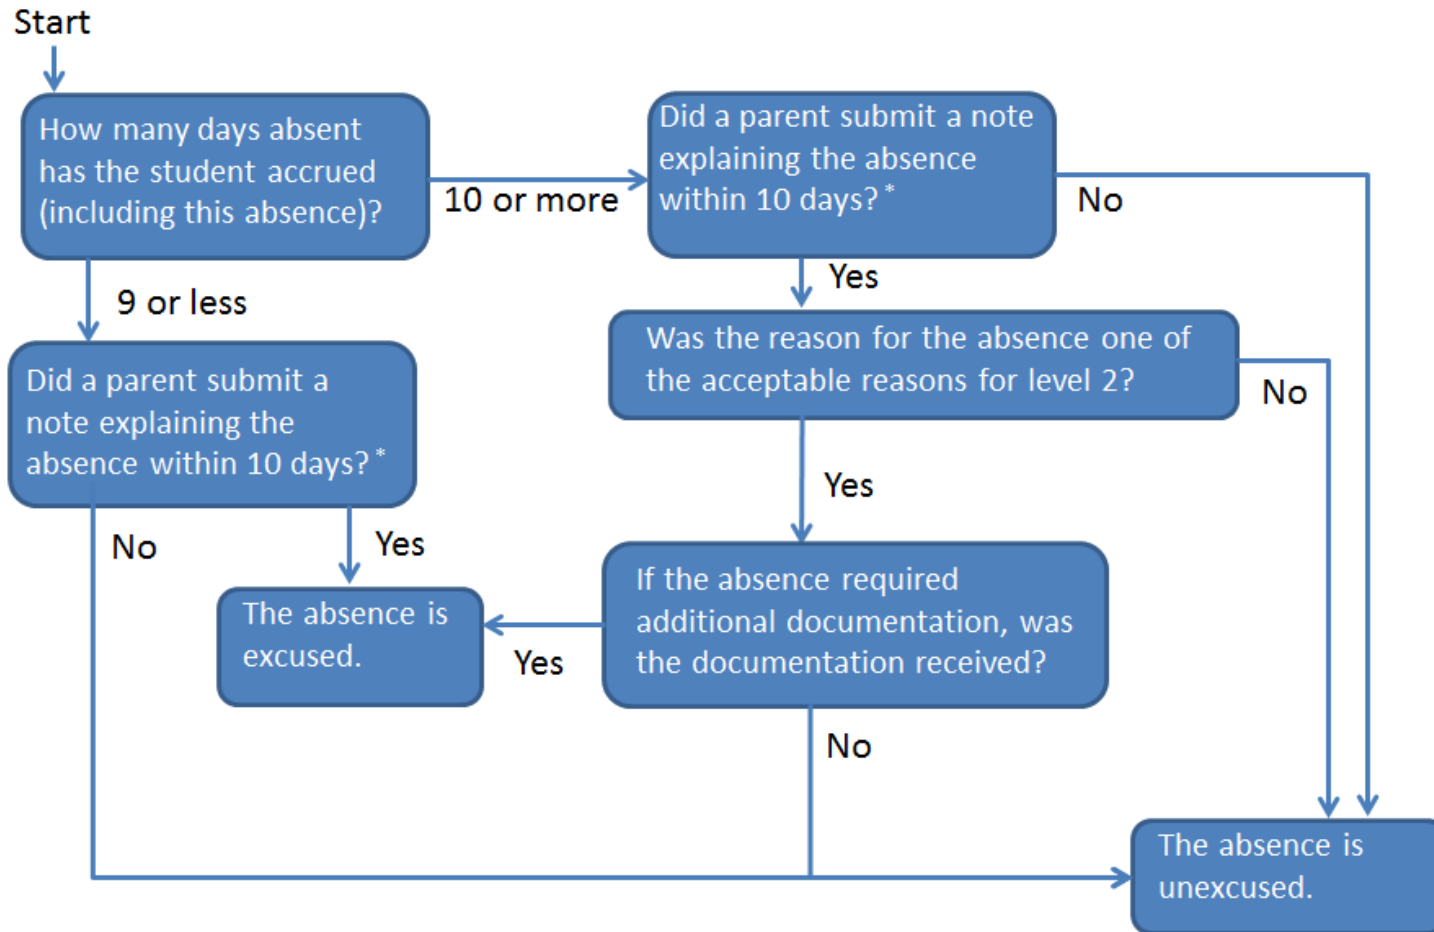 Start
How many days absent
has the student accrued
(including this absence)?
10 or more
Did a parent submit a note
explaining the absence
within 10 days?*
No
9 or less
Yes
Was the reason for the absence one of
the acceptable reasons for level 2?
No
Did a parent submit a
note explaining the
absence within 10 days?*
Yes
No
Yes
If the absence required
additional documentation, was
the documentation received?
The absence is
excused.
Yes
No
The absence is
unexcused.